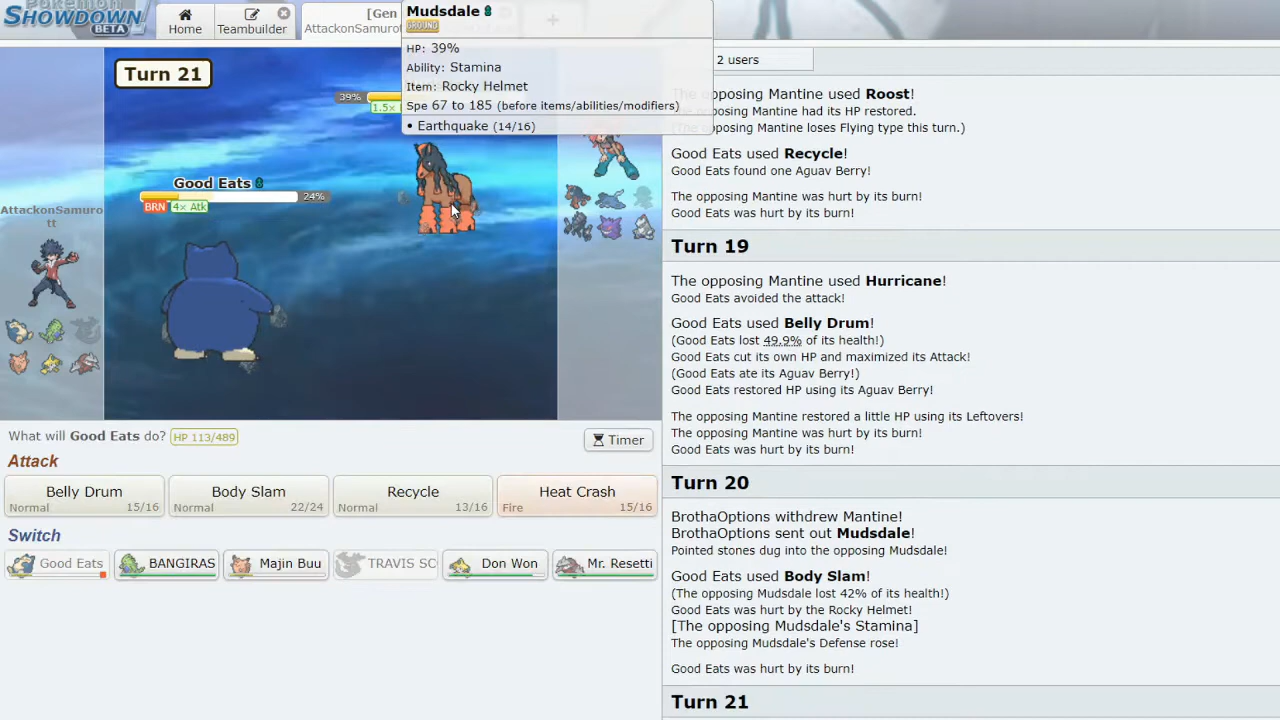 Pokémon
SHOWDOWN
BETA
Home
Teambuilder
[Gen
AttackonSamurot
Mudsdale
GROUND
HP: 39%
Ability: Stamina
Item: Rocky Helmet
Spe 67 to 185 (before items/abilities/modifiers)
• Earthquake (14/16)
Turn 21
39%
1.5×
Good Eats
24%
BRN 4× Atk
AttackonSamuro
tt
What will Good Eats do? HP 113/489
Timer
Attack
Belly Drum
Normal 15/16
Body Slam
Normal 22/24
Recycle
Normal 13/16
Heat Crash
Fire 15/16
Switch
Good Eats
BANGIRAS
Majin Buu
TRAVIS SC
Don Won
Mr. Resetti
2 users
opposing Mantine used Roost!
opposing Mantine had its HP restored.
(The opposing Mantine loses Flying type this turn.)
Good Eats used Recycle!
Good Eats found one Aguav Berry!
The opposing Mantine was hurt by its burn!
Good Eats was hurt by its burn!
Turn 19
The opposing Mantine used Hurricane!
Good Eats avoided the attack!
Good Eats used Belly Drum!
(Good Eats lost 49.9% of its health!)
Good Eats cut its own HP and maximized its Attack!
(Good Eats ate its Aguav Berry!)
Good Eats restored HP using its Aguav Berry!
The opposing Mantine restored a little HP using its Leftovers!
The opposing Mantine was hurt by its burn!
Good Eats was hurt by its burn!
Turn 20
BrothaOptions withdrew Mantine!
BrothaOptions sent out Mudsdale!
Pointed stones dug into the opposing Mudsdale!
Good Eats used Body Slam!
(The opposing Mudsdale lost 42% of its health!)
Good Eats was hurt by the Rocky Helmet!
[The opposing Mudsdale's Stamina]
The opposing Mudsdale's Defense rose!
Good Eats was hurt by its burn!
Turn 21